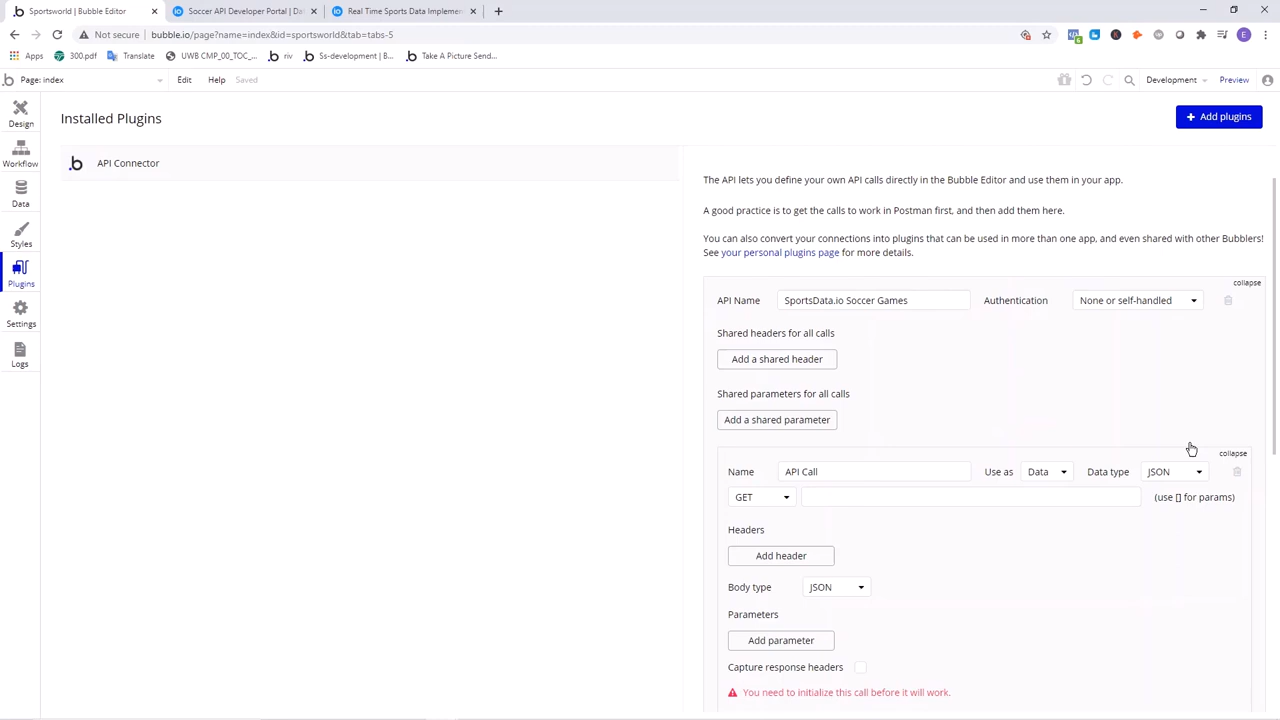 Sportsworld | Bubble Editor
Soccer API Developer Portal | Dat
Real Time Sports Data Implemen
Not secure
bubble.io/page?name=index&id=sportsworld&tab=tabs-5
E
Apps
300.pdf
Translate
UWB CMP_00_TOC_...
riv
Ss-development | B...
Take A Picture Send...
Page: index
Edit
Help
Saved
Development
Preview
Design
Workflow
Data
Styles
Plugins
Settings
Logs
Installed Plugins
+ Add plugins
API Connector
The API lets you define your own API calls directly in the Bubble Editor and use them in your app.
A good practice is to get the calls to work in Postman first, and then add them here.
You can also convert your connections into plugins that can be used in more than one app, and even shared with other Bubblers!
See your personal plugins page for more details.
collapse
API Name SportsData.io Soccer Games Authentication None or self-handled
Shared headers for all calls
Add a shared header
Shared parameters for all calls
Add a shared parameter
collapse
Name API Call Use as Data Data type JSON
GET (use [] for params)
Headers
Add header
Body type JSON
Parameters
Add parameter
Capture response headers
You need to initialize this call before it will work.